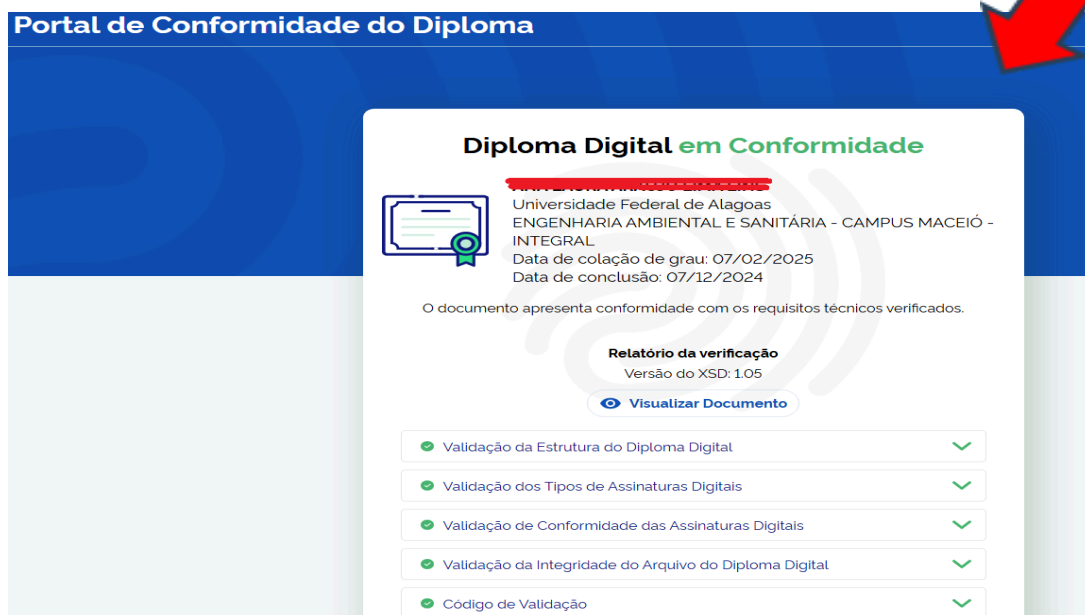 Portal de Conformidade do Diploma
Diploma Digital em Conformidade
Universidade Federal de Alagoas
ENGENHARIA AMBIENTAL E SANITÁRIA - CAMPUS MACEIÓ -
INTEGRAL
Data de colação de grau: 07/02/2025
Data de conclusão: 07/12/2024
O documento apresenta conformidade com os requisitos técnicos verificados.
Relatório da verificação
Versão do XSD: 1.05
Visualizar Documento
Validação da Estrutura do Diploma Digital
Validação dos Tipos de Assinaturas Digitais
Validação de Conformidade das Assinaturas Digitais
Validação da Integridade do Arquivo do Diploma Digital
Código de Validação